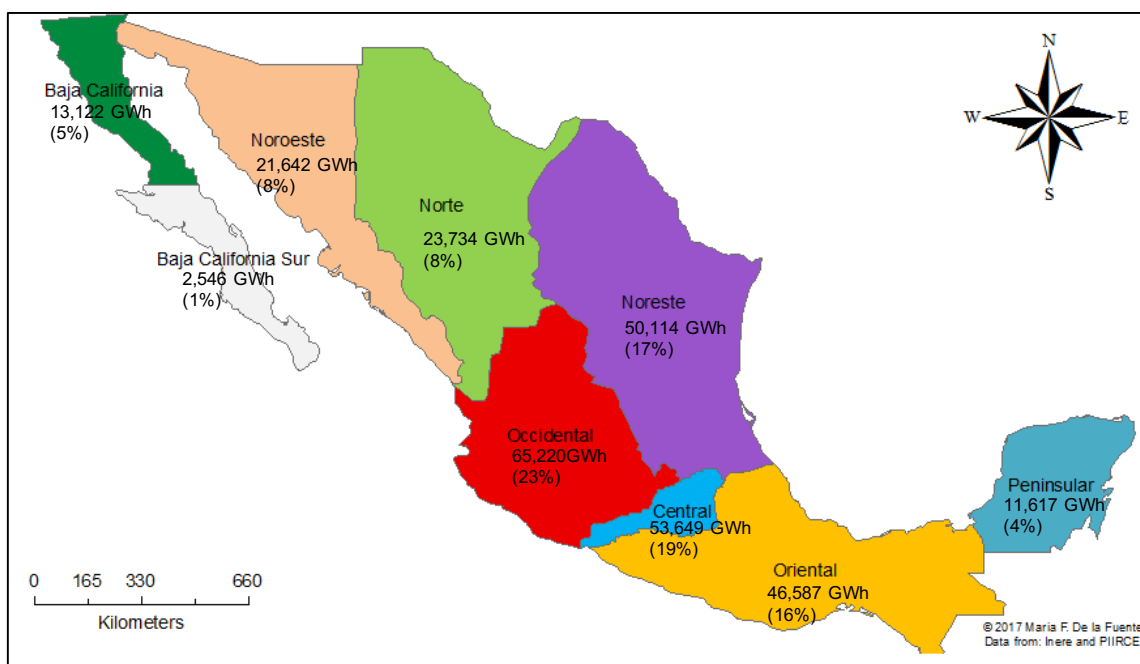 N
W
E
S
Baja California
13,122 GWh
(5%)
Noroeste
21,642 GWh
(8%)
Norte
23,734 GWh
(8%)
Baja California Sur
2,546 GWh
(1%)
Noreste
50,114 GWh
(17%)
Occidental
65,220GWh
(23%)
Peninsular
11,617 GWh
(4%)
Central
53,649 GWh
(19%)
Oriental
46,587 GWh
(16%)
0 165 330 660
Kilometers
© 2017 Maria F. De la Fuente
Data from: Inere and PIIRCE